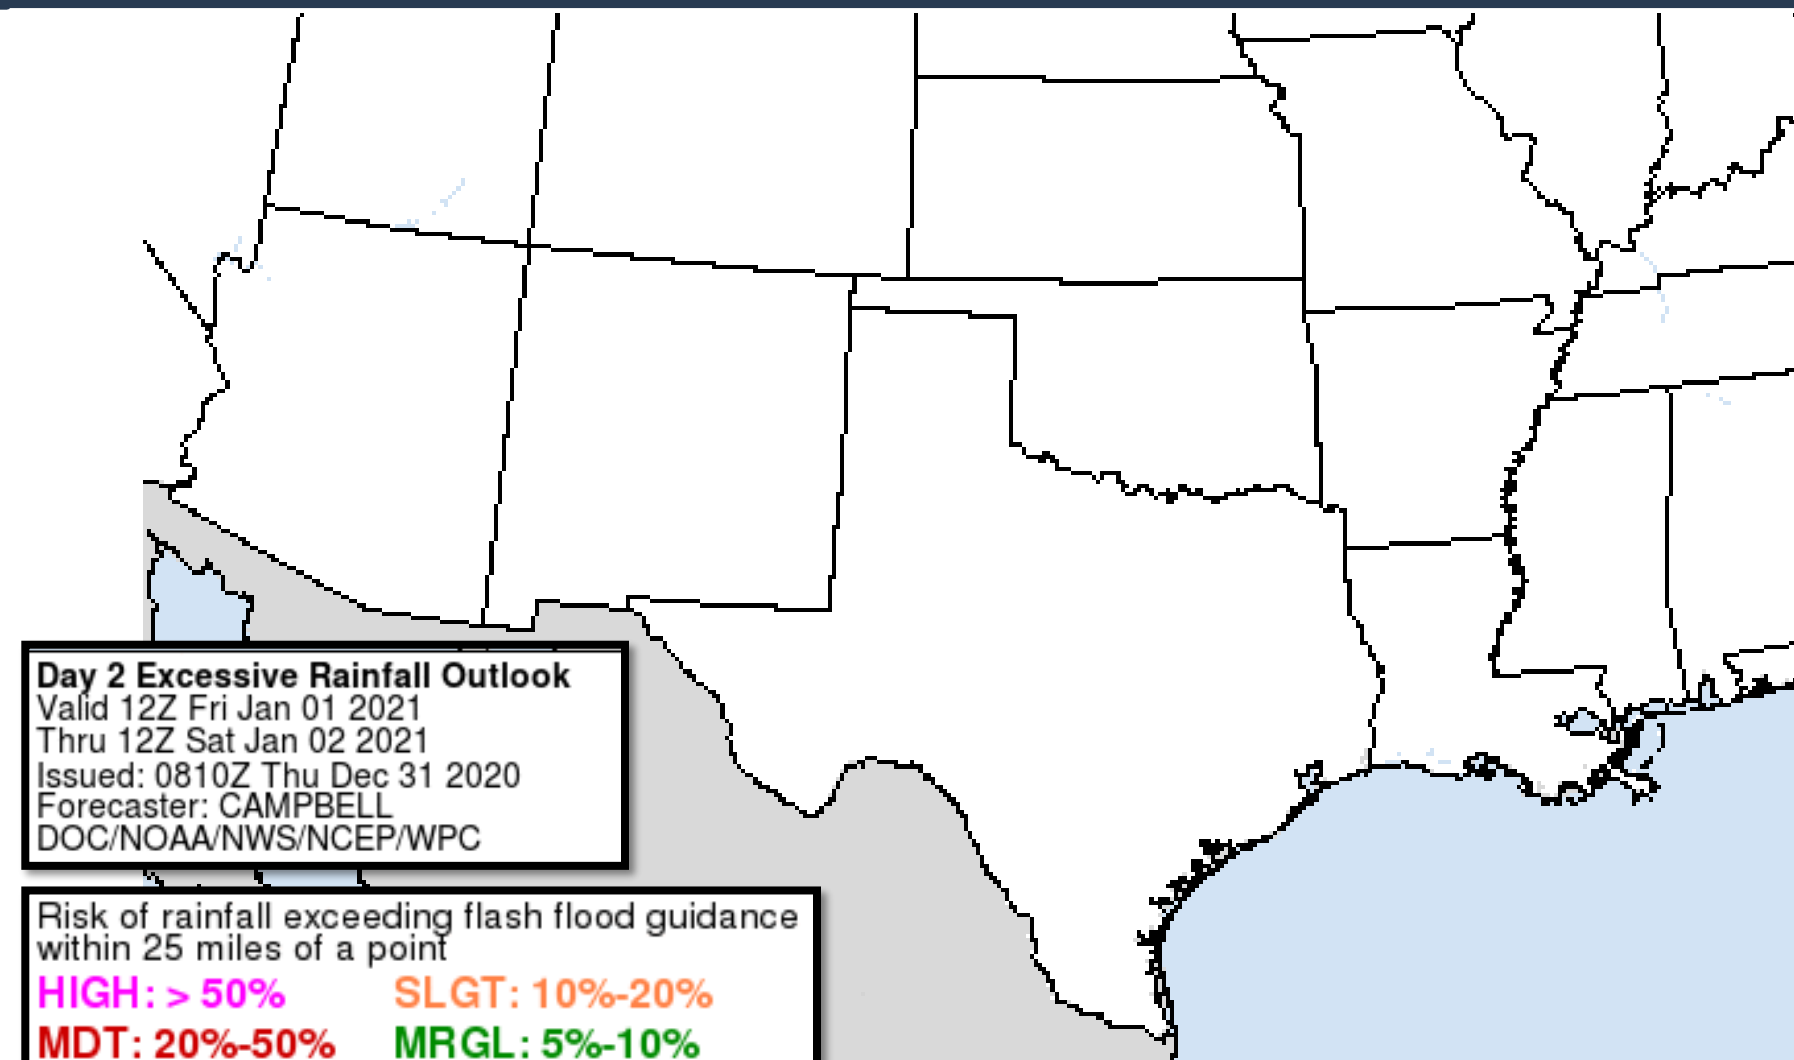 Day 2 Excessive Rainfall Outlook
Valid 12Z Fri Jan 01 2021
Thru 12Z Sat Jan 02 2021
Issued: 0810Z Thu Dec 31 2020
Forecaster: CAMPBELL
DOC/NOAA/NWS/NCEP/WPC
Risk of rainfall exceeding flash flood guidance
within 25 miles of a point
HIGH: > 50% SLGT: 10%-20%
MDT: 20%-50% MRGL: 5%-10%